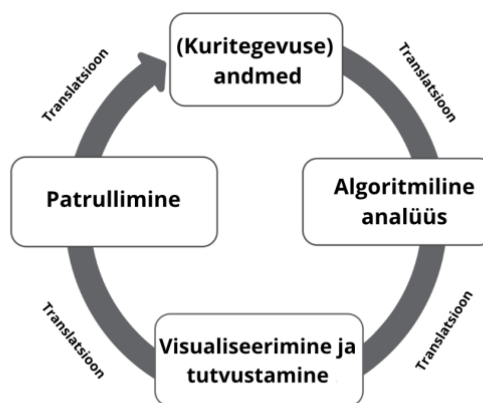 (Kuritegevuse)
andmed
Translatsioon
Algoritmiline
analüüs
Translatsioon
Visualiseerimine ja
tutvustamine
Translatsioon
Patrullimine
Translatsioon